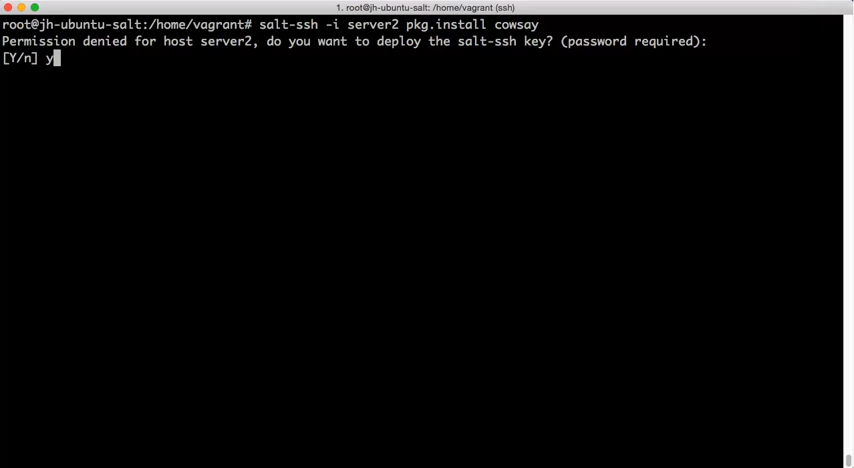 1. root@jh-ubuntu-salt: /home/vagrant (ssh)
root@jh-ubuntu-salt:/home/vagrant# salt-ssh -i server2 pkg.install cowsay
Permission denied for host server2, do you want to deploy the salt-ssh key? (password required):
[Y/n] y